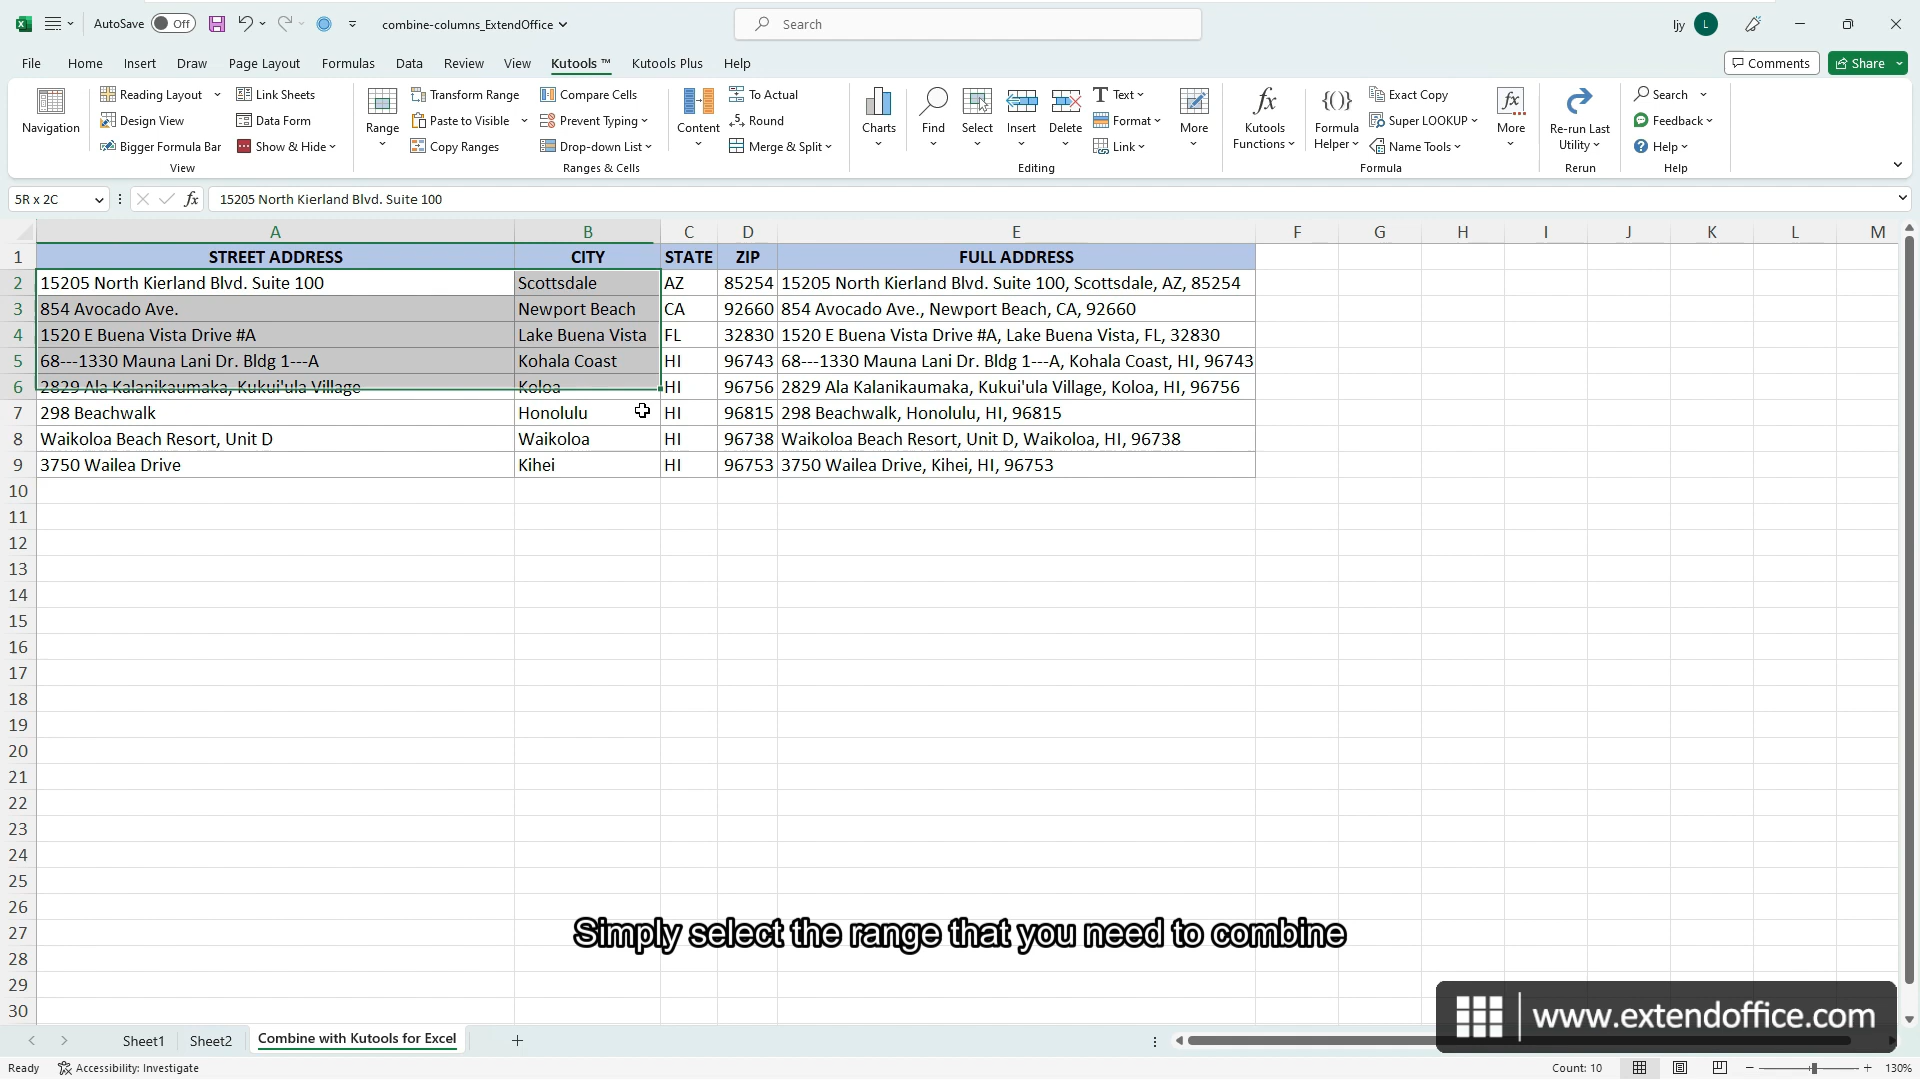 AutoSave Off combine-columns_ExtendOffice Search ljy L
File Home Insert Draw Page Layout Formulas Data Review View Kutools ™ Kutools Plus Help Comments Share
Navigation
Reading Layout
Design View
Bigger Formula Bar
Link Sheets
Data Form
Show & Hide
View
Range
Transform Range
Paste to Visible
Copy Ranges
Compare Cells
Prevent Typing
Drop-down List
Content
To Actual
Round
Merge & Split
Ranges & Cells
Charts
Find
Select
Insert
Delete
Text
Format
Link
More
Editing
Kutools Functions
Formula Helper
Exact Copy
Super LOOKUP
Name Tools
More
Formula
Re-run Last Utility
Rerun
Search
Feedback
Help
Help
5R x 2C fx 15205 North Kierland Blvd. Suite 100
A B C D E F G H I J K L M
1 STREET ADDRESS CITY STATE ZIP FULL ADDRESS
2 15205 North Kierland Blvd. Suite 100 Scottsdale AZ 85254 15205 North Kierland Blvd. Suite 100, Scottsdale, AZ, 85254
3 854 Avocado Ave. Newport Beach CA 92660 854 Avocado Ave., Newport Beach, CA, 92660
4 1520 E Buena Vista Drive #A Lake Buena Vista FL 32830 1520 E Buena Vista Drive #A, Lake Buena Vista, FL, 32830
5 68---1330 Mauna Lani Dr. Bldg 1---A Kohala Coast HI 96743 68---1330 Mauna Lani Dr. Bldg 1---A, Kohala Coast, HI, 96743
6 2829 Ala Kalanikaumaka, Kukui'ula Village Koloa HI 96756 2829 Ala Kalanikaumaka, Kukui'ula Village, Koloa, HI, 96756
7 298 Beachwalk Honolulu HI 96815 298 Beachwalk, Honolulu, HI, 96815
8 Waikoloa Beach Resort, Unit D Waikoloa HI 96738 Waikoloa Beach Resort, Unit D, Waikoloa, HI, 96738
9 3750 Wailea Drive Kihei HI 96753 3750 Wailea Drive, Kihei, HI, 96753
10
11
12
13
14
15
16
17
18
19
20
21
22
23
24
25
26
27
28
29
30
Simply select the range that you need to combine
www.extendoffice.com
Sheet1 Sheet2 Combine with Kutools for Excel
Ready Accessibility: Investigate Count: 10 130%